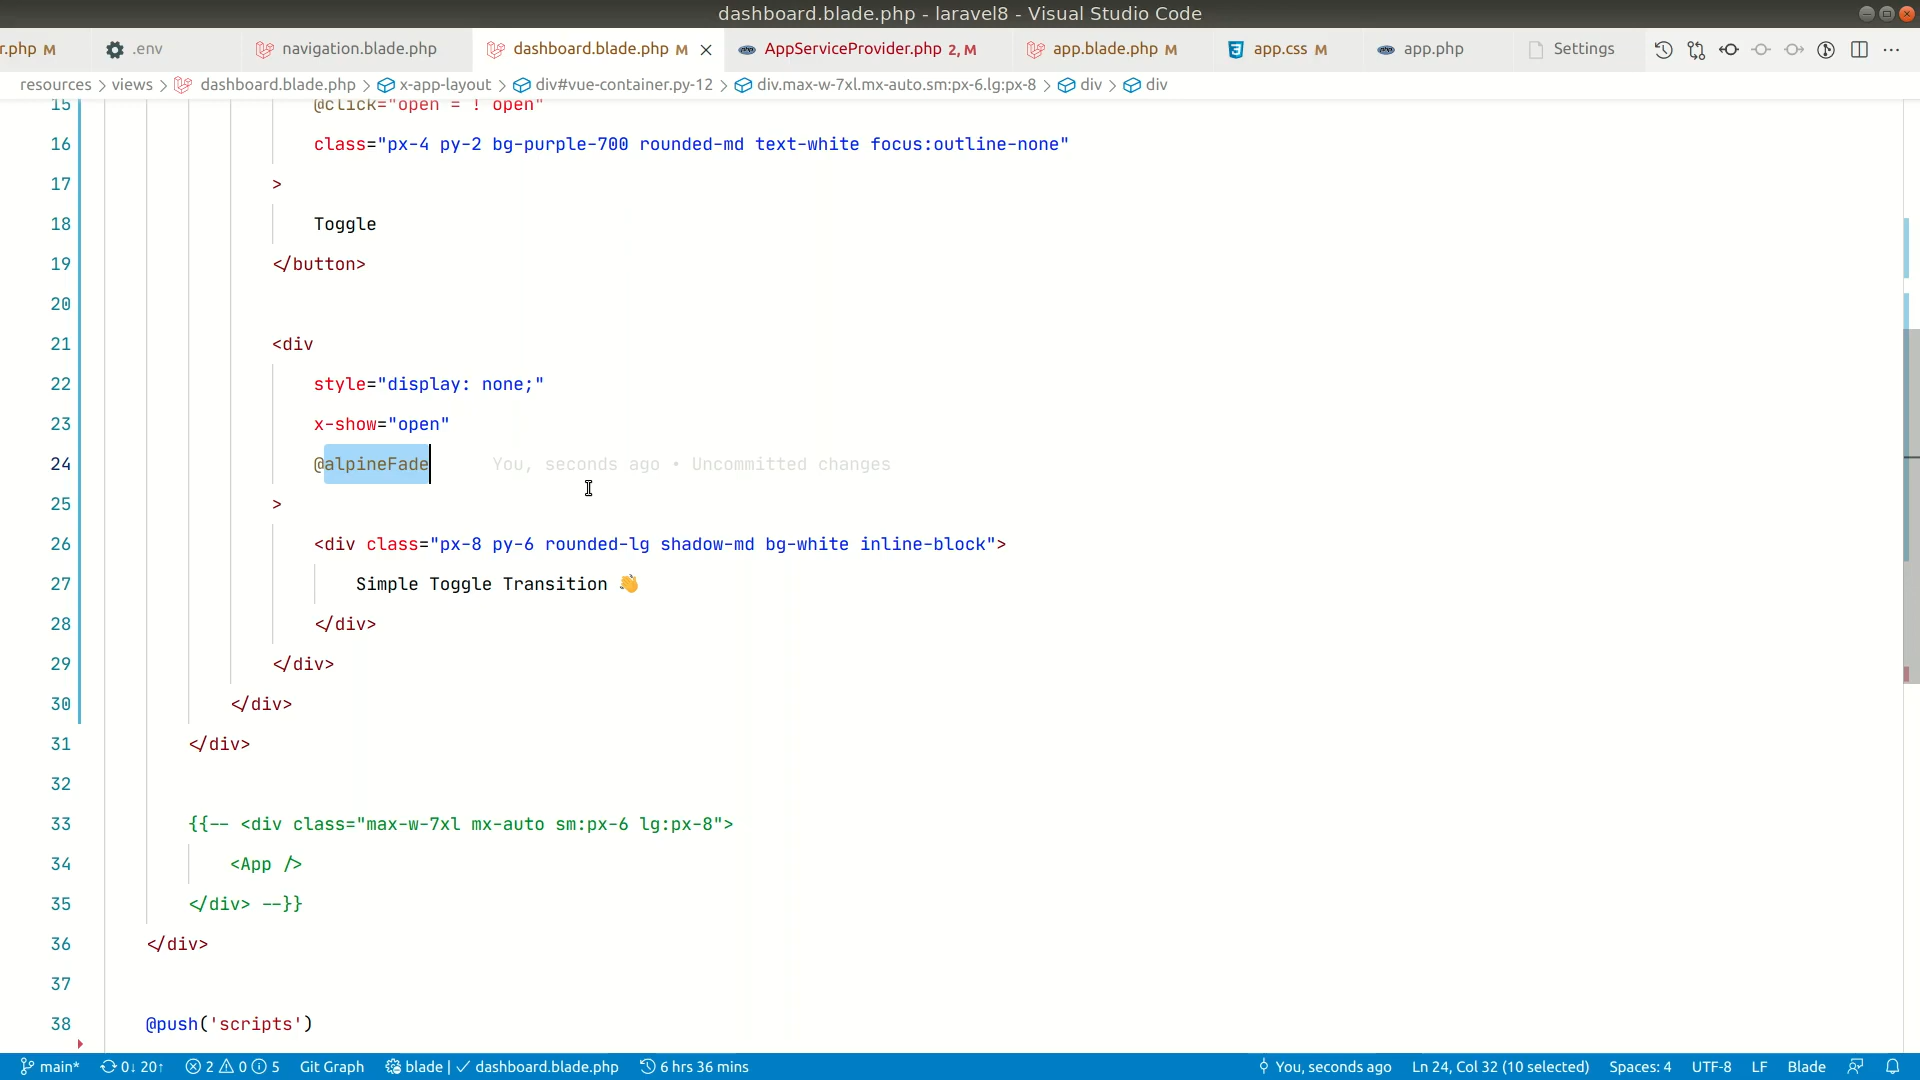 dashboard.blade.php - laravel8 - Visual Studio Code
r.php M .env navigation.blade.php dashboard.blade.php M AppServiceProvider.php 2, M app.blade.php M app.css M app.php Settings
resources > views > dashboard.blade.php > x-app-layout > div#vue-container.py-12 > div.max-w-7xl.mx-auto.sm:px-6.lg:px-8 > div > div
15 @click="open = ! open"
16 class="px-4 py-2 bg-purple-700 rounded-md text-white focus:outline-none"
17 >
18 Toggle
19 </button>
20
21 <div
22 style="display: none;"
23 x-show="open"
24 @alpineFade You, seconds ago • Uncommitted changes
25 >
26 <div class="px-8 py-6 rounded-lg shadow-md bg-white inline-block">
27 Simple Toggle Transition 👋
28 </div>
29 </div>
30 </div>
31 </div>
32
33 {{-- <div class="max-w-7xl mx-auto sm:px-6 lg:px-8">
34 <App />
35 </div> --}}
36 </div>
37
38 @push('scripts')
main* 0↓ 20↑ 2 0 5 Git Graph blade | ✓ dashboard.blade.php 6 hrs 36 mins You, seconds ago Ln 24, Col 32 (10 selected) Spaces: 4 UTF-8 LF Blade